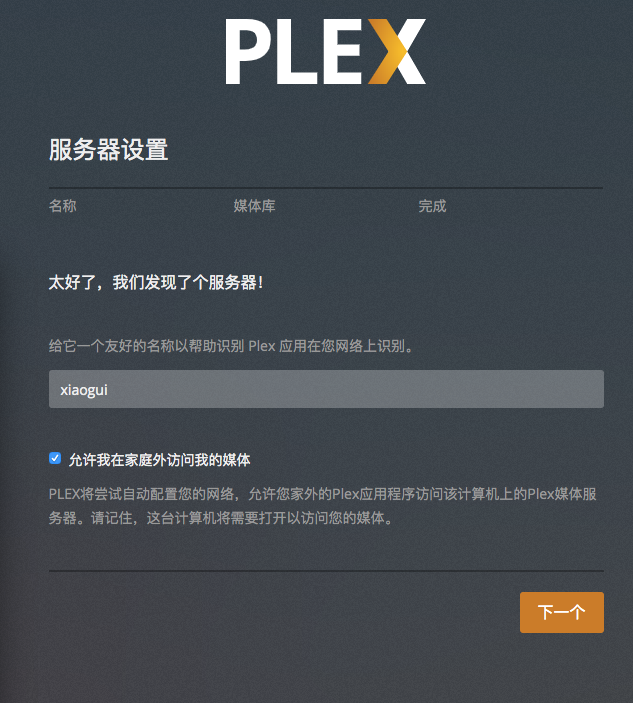 PLEX
服务器设置
名称 媒体库 完成
太好了，我们发现了个服务器！
给它一个友好的名称以帮助识别 Plex 应用在您网络上识别。
xiaogui
允许我在家庭外访问我的媒体
PLEX将尝试自动配置您的网络，允许您家外的Plex应用程序访问该计算机上的Plex媒体服
务器。请记住，这台计算机将需要打开以访问您的媒体。
下一个